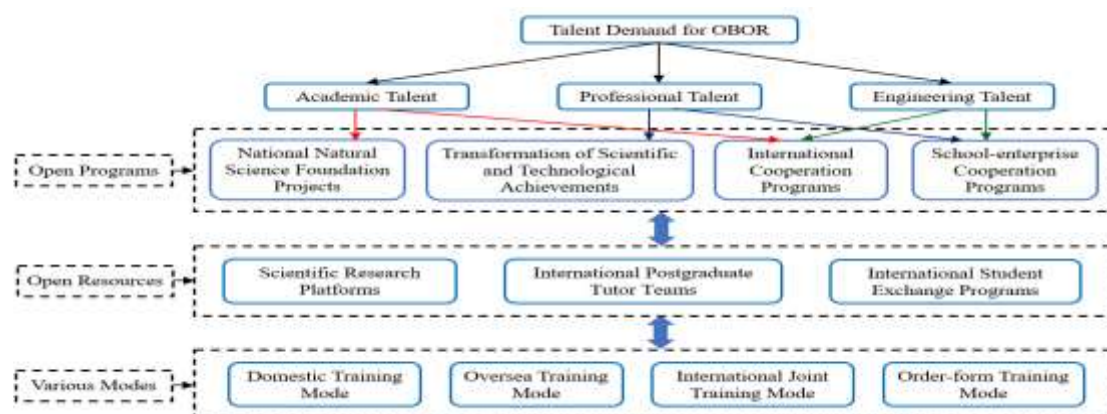 Talent Demand for OBOR
Academic Talent
Professional Talent
Engineering Talent
Open Programs
National Natural
Science Foundation
Projects
Transformation of Scientific
and Technological
Achievements
International
Cooperation
Programs
School-enterprise
Cooperation
Programs
Open Resources
Scientific Research
Platforms
International Postgraduate
Tutor Teams
International Student
Exchange Programs
Various Modes
Domestic Training
Mode
Oversea Training
Mode
International Joint
Training Mode
Order-form Training
Mode